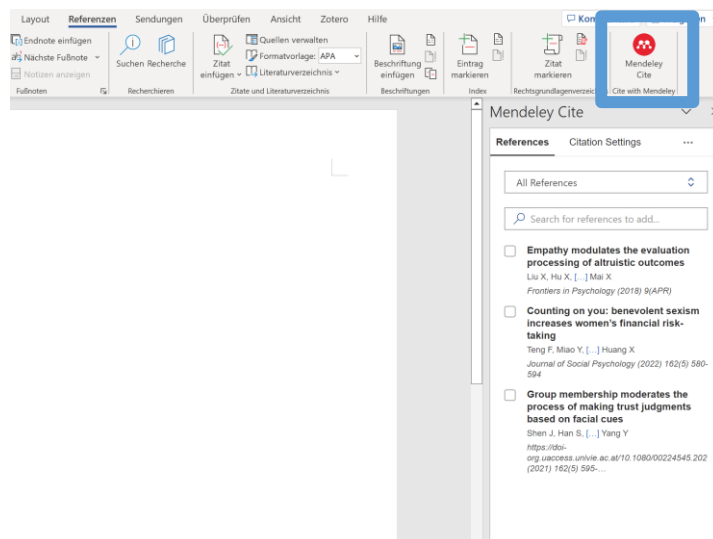 Layout Referenzen Sendungen Überprüfen Ansicht Zotero Hilfe
Endnote einfügen
Nächste Fußnote
Notizen anzeigen
Fußnoten
Suchen Recherche
Recherchieren
Zitat
einfügen
Quellen verwalten
Formatvorlage: APA
Literaturverzeichnis
Zitate und Literaturverzeichnis
Beschriftung
einfügen
Beschriftungen
Eintrag
markieren
Index
Zitat
markieren
Rechtsgrundlagenverzeichnis
Mendeley
Cite
Cite with Mendeley
Mendeley Cite
References Citation Settings ...
All References
Search for references to add...
Empathy modulates the evaluation
processing of altruistic outcomes
Liu X, Hu X, [...] Mai X
Frontiers in Psychology (2018) 9(APR)
Counting on you: benevolent sexism
increases women's financial risk-
taking
Teng F, Miao Y, [...] Huang X
Journal of Social Psychology (2022) 162(5) 580-
594
Group membership moderates the
process of making trust judgments
based on facial cues
Shen J, Han S, [...] Yang Y
https://doi-
org.uaccess.univie.ac.at/10.1080/00224545.202
(2021) 162(5) 595-...